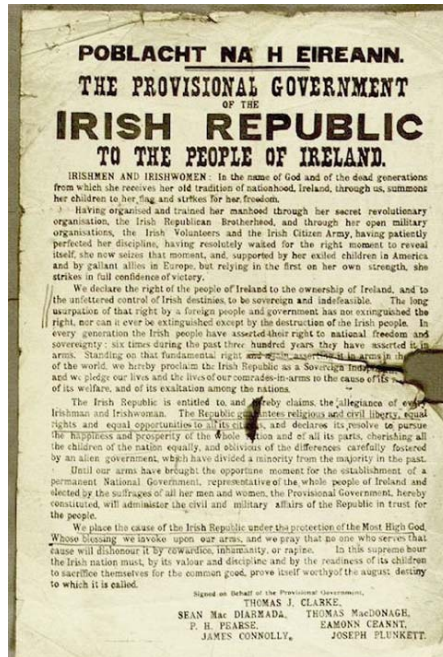 POBLACHT NA H EIREANN.
THE PROVISIONAL GOVERNMENT
OF THE
IRISH REPUBLIC
TO THE PEOPLE OF IRELAND.
IRISHMEN AND IRISHWOMEN : In the name of God and of the dead generations
from which she receives her old tradition of nationhood, Ireland, through us, summons
her children to her flag and strikes for her freedom.
Having organised and trained her manhood through her secret revolutionary
organisation, the Irish Republican Brotherhood, and through her open military
organisations, the Irish Volunteers and the Irish Citizen Army, having patiently
perfected her discipline, having resolutely waited for the right moment to reveal
itself, she now seizes that moment, and, supported by her exiled children in America
and by gallant allies in Europe, but relying in the first on her own strength, she
strikes in full confidence of victory.
We declare the right of the people of Ireland to the ownership of Ireland, and to
the unfettered control of Irish destinies, to be sovereign and indefeasible. The long
usurpation of that right by a foreign people and government has not extinguished the
right, nor can it ever be extinguished except by the destruction of the Irish people. In
every generation the Irish people have asserted their right to national freedom and
sovereignty : six times during the past three hundred years they have asserted it in
arms. Standing on that fundamental right and again asserting it in arms in the
of the world, we hereby proclaim the Irish Republic as a Sovereign
and we pledge our lives and the lives of our comrades-in-arms to the cause of its
of its welfare, and of its exaltation among the nations.
The Irish Republic is entitled to, and hereby claims, the allegiance of every
Irishman and Irishwoman. The Republic guarantees religious and civil liberty, equal
rights and equal opportunities to all its and declares its resolve to pursue
the happiness and prosperity of the whole and of all its parts, cherishing all
the children of the nation equally, and oblivious of the differences carefully fostered
by an alien government, which have divided a minority from the majority in the past.
Until our arms have brought the opportune moment for the establishment of a
permanent National Government, representative of the whole people of Ireland and
elected by the suffrages of all her men and women, the Provisional Government, hereby
constituted, will administer the civil and military affairs of the Republic in trust for
the people.
We place the cause of the Irish Republic under the protection of the Most High God,
Whose blessing we invoke upon our arms, and we pray that no one who serves that
cause will dishonour it by cowardice, inhumanity, or rapine. In this supreme hour
the Irish nation must, by its valour and discipline and by the readiness of its children
to sacrifice themselves for the common good, prove itself worthy of the august destiny
to which it is called.
Signed on Behalf of the Provisional Government,
THOMAS J. CLARKE,
SEAN Mac DIARMADA, THOMAS MacDONAGH,
P. H. PEARSE, EAMONN CEANNT,
JAMES CONNOLLY, JOSEPH PLUNKETT.